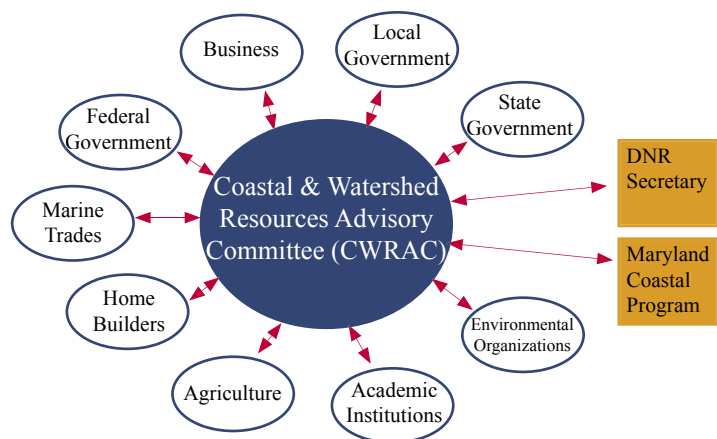 Business
Local
Government
State
Government
Federal
Government
DNR
Secretary
Coastal & Watershed
Resources Advisory
Committee (CWRAC)
Marine
Trades
Maryland
Coastal
Program
Home
Builders
Environmental
Organizations
Agriculture
Academic
Institutions